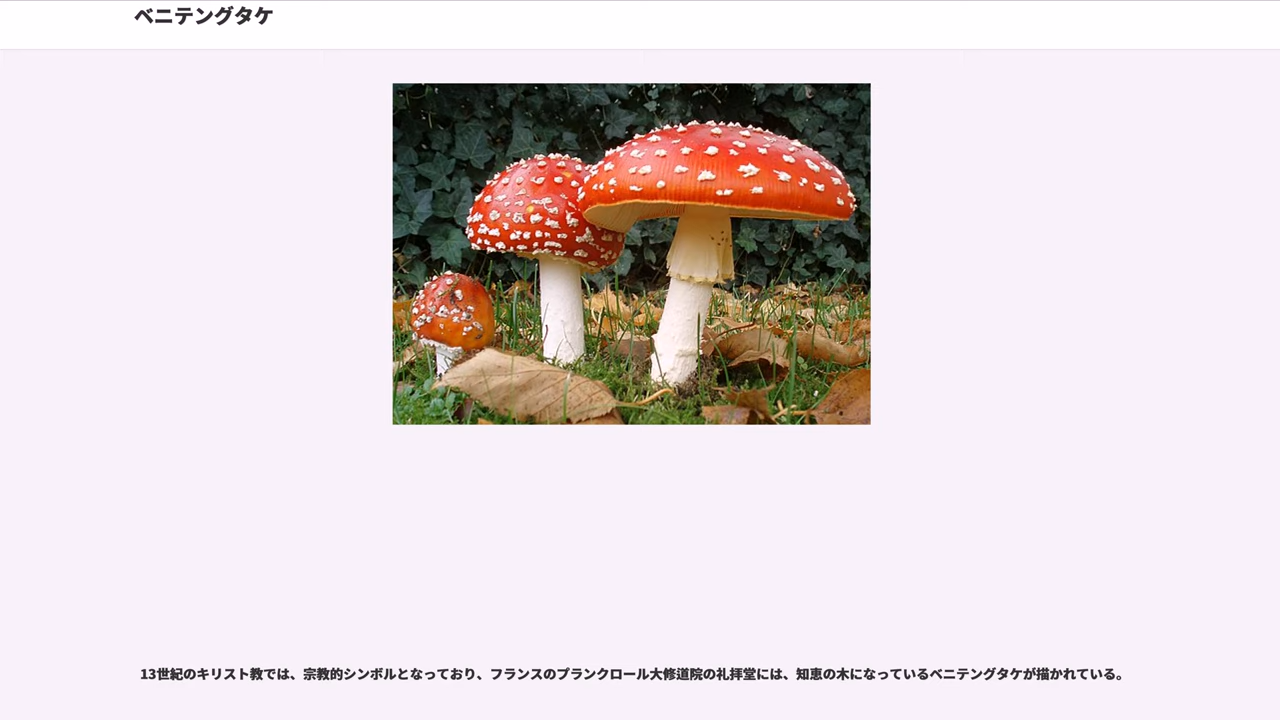 ベニテングタケ
13世紀のキリスト教では、宗教的シンボルとなっており、フランスのプランクロール大修道院の礼拝堂には、知恵の木になっているベニテングタケが描かれている。